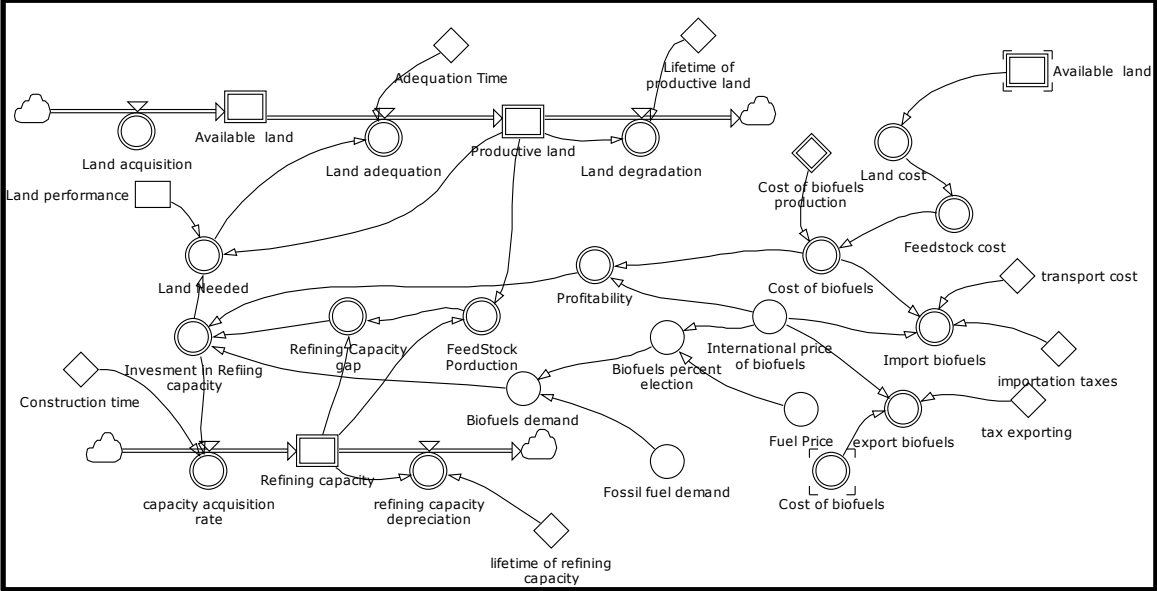 Adequation Time
Lifetime of
productive land
Available  land
Available  land
Land acquisition
Land adequation
Productive land
Land degradation
Land cost
Cost of biofuels
production
Land performance
Feedstock cost
Land Needed
Profitability
Cost of biofuels
transport cost
Refining Capacity
gap
FeedStock
Porduction
International price
of biofuels
Import biofuels
Invesment in Refiing
capacity
Biofuels percent
election
importation taxes
Construction time
Biofuels demand
Fuel Price
export biofuels
tax exporting
Refining capacity
Fossil fuel demand
capacity acquisition
rate
refining capacity
depreciation
Cost of biofuels
lifetime of refining
capacity